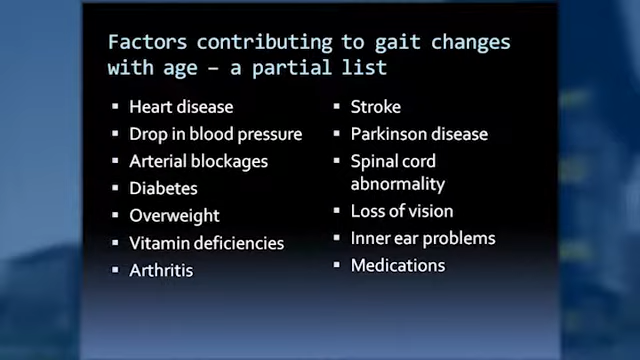 Factors contributing to gait changes
with age – a partial list
▪ Heart disease
▪ Drop in blood pressure
▪ Arterial blockages
▪ Diabetes
▪ Overweight
▪ Vitamin deficiencies
▪ Arthritis
▪ Stroke
▪ Parkinson disease
▪ Spinal cord
abnormality
▪ Loss of vision
▪ Inner ear problems
▪ Medications